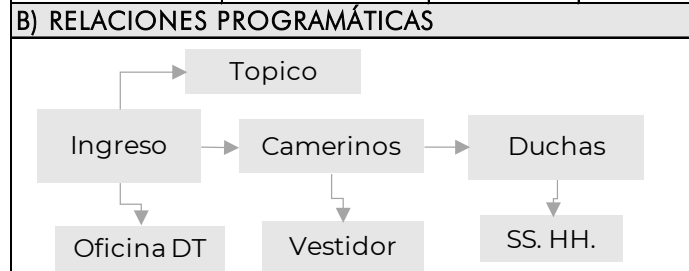 B) RELACIONES PROGRAMÁTICAS
Topico
Ingreso
Camerinos
Duchas
Oficina DT
Vestidor
SS. HH.